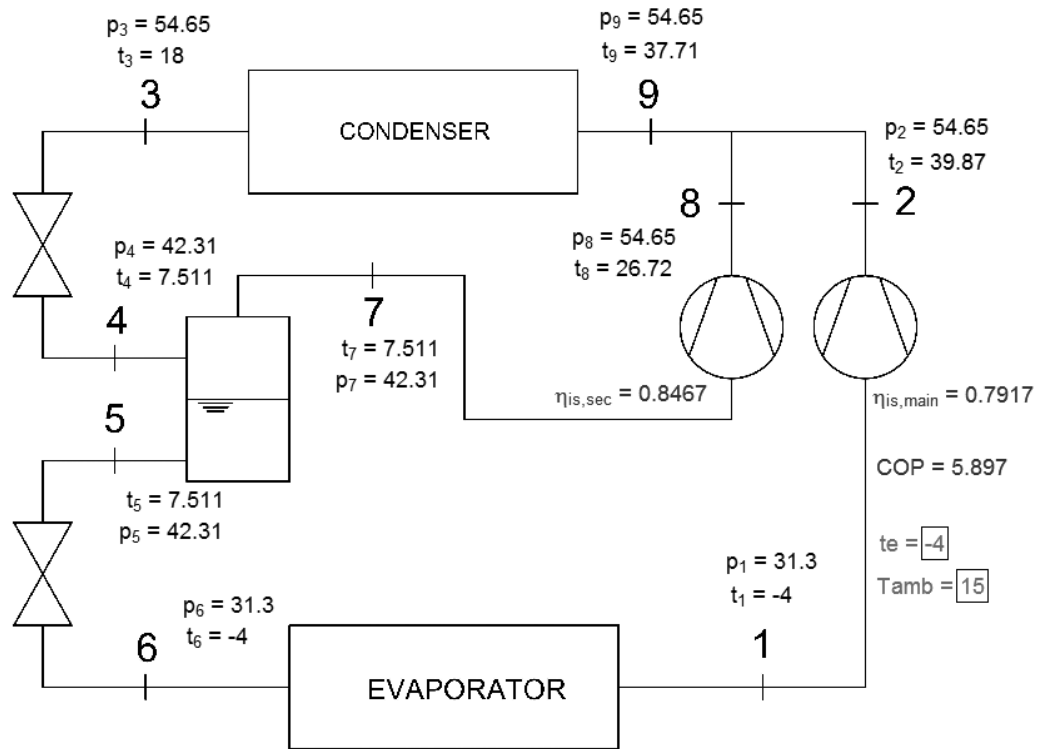 p₃ = 54.65
t₃ = 18
3
CONDENSER
p₉ = 54.65
t₉ = 37.71
9
p₂ = 54.65
t₂ = 39.87
2
8
p₈ = 54.65
t₈ = 26.72
p₄ = 42.31
t₄ = 7.511
4
7
t₇ = 7.511
p₇ = 42.31
ηis,sec = 0.8467
ηis,main = 0.7917
5
t₅ = 7.511
p₅ = 42.31
COP = 5.897
te = -4
Tamb = 15
p₆ = 31.3
t₆ = -4
6
EVAPORATOR
p₁ = 31.3
t₁ = -4
1